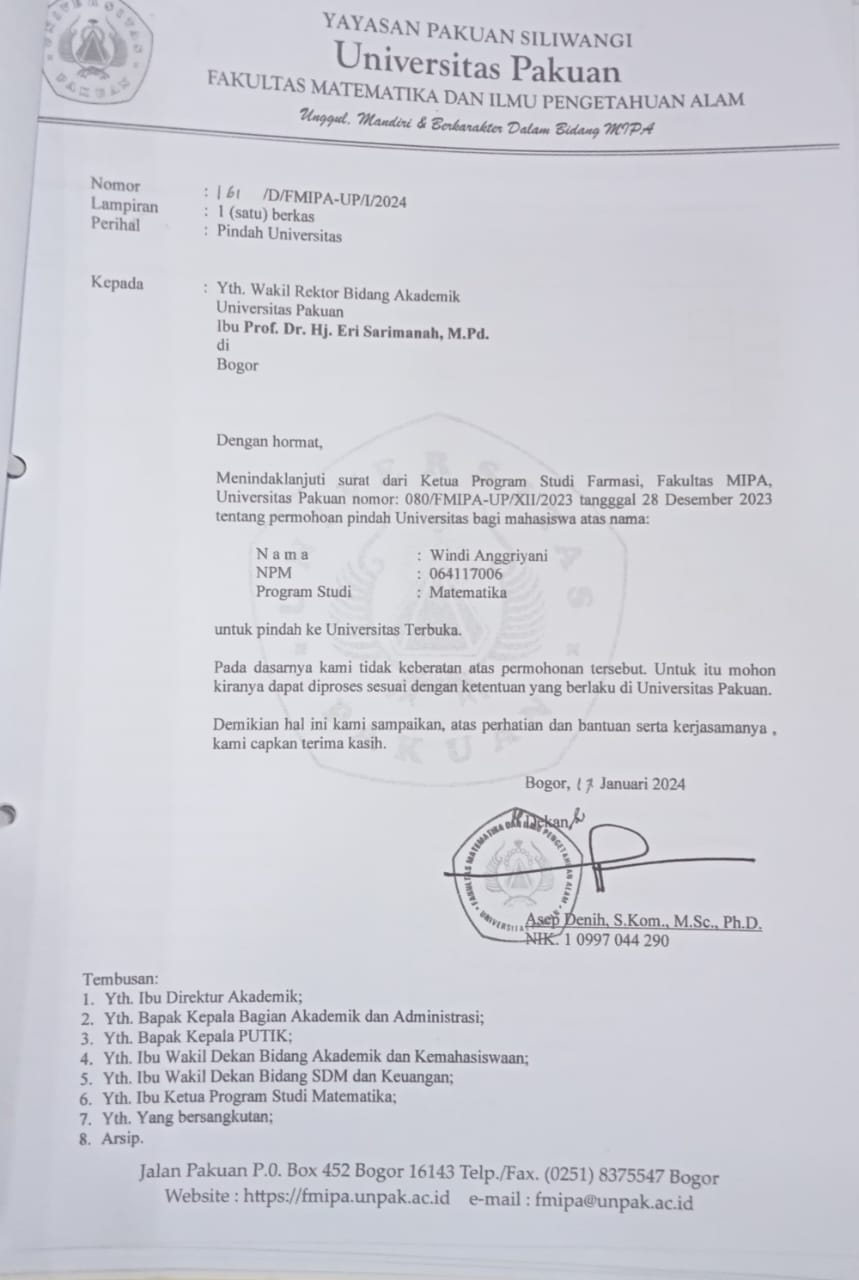 UNIVERSITAS
PAKUAN
YAYASAN PAKUAN SILIWANGI
Universitas Pakuan
FAKULTAS MATEMATIKA DAN ILMU PENGETAHUAN ALAM
Unggul, Mandiri & Berkarakter Dalam Bidang MIPA
Nomor : 161 /D/FMIPA-UP/I/2024
Lampiran : 1 (satu) berkas
Perihal : Pindah Universitas
Kepada : Yth. Wakil Rektor Bidang Akademik
Universitas Pakuan
Ibu Prof. Dr. Hj. Eri Sarimanah, M.Pd.
di
Bogor
Dengan hormat,
Menindaklanjuti surat dari Ketua Program Studi Farmasi, Fakultas MIPA,
Universitas Pakuan nomor: 080/FMIPA-UP/XII/2023 tangggal 28 Desember 2023
tentang permohoan pindah Universitas bagi mahasiswa atas nama:
N a m a : Windi Anggriyani
NPM : 064117006
Program Studi : Matematika
untuk pindah ke Universitas Terbuka.
Pada dasarnya kami tidak keberatan atas permohonan tersebut. Untuk itu mohon
kiranya dapat diproses sesuai dengan ketentuan yang berlaku di Universitas Pakuan.
Demikian hal ini kami sampaikan, atas perhatian dan bantuan serta kerjasamanya ,
kami capkan terima kasih.
Bogor, 17 Januari 2024
Dekan
FAKULTAS MATEMATIKA DAN ILMU PENGETAHUAN ALAM
Asep Denih, S.Kom., M.Sc., Ph.D.
NIK. 1 0997 044 290
Tembusan:
1. Yth. Ibu Direktur Akademik;
2. Yth. Bapak Kepala Bagian Akademik dan Administrasi;
3. Yth. Bapak Kepala PUTIK;
4. Yth. Ibu Wakil Dekan Bidang Akademik dan Kemahasiswaan;
5. Yth. Ibu Wakil Dekan Bidang SDM dan Keuangan;
6. Yth. Ibu Ketua Program Studi Matematika;
7. Yth. Yang bersangkutan;
8. Arsip.
Jalan Pakuan P.0. Box 452 Bogor 16143 Telp./Fax. (0251) 8375547 Bogor
Website : https://fmipa.unpak.ac.id e-mail : fmipa@unpak.ac.id